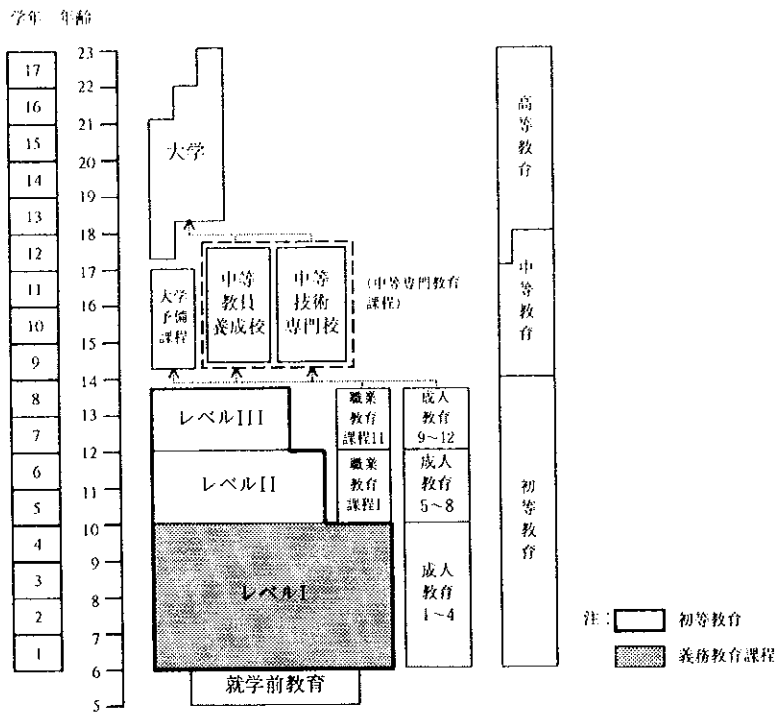 学年 年齢
17
16
15
14
13
12
11
10
9
8
7
6
5
4
3
2
1
23
22
21
20
19
18
17
16
15
14
13
12
11
10
9
8
7
6
5
大学
大学
予備
課程
中等
教員
養成校
中等
技術
専門校
(中等専門教育
課程)
レベルIII
職業
教育
課程II
成人
教育
9〜12
レベルII
職業
教育
課程I
成人
教育
5〜8
レベルI
成人
教育
1〜4
就学前教育
高等教育
中等教育
初等教育
注:
初等教育
義務教育課程